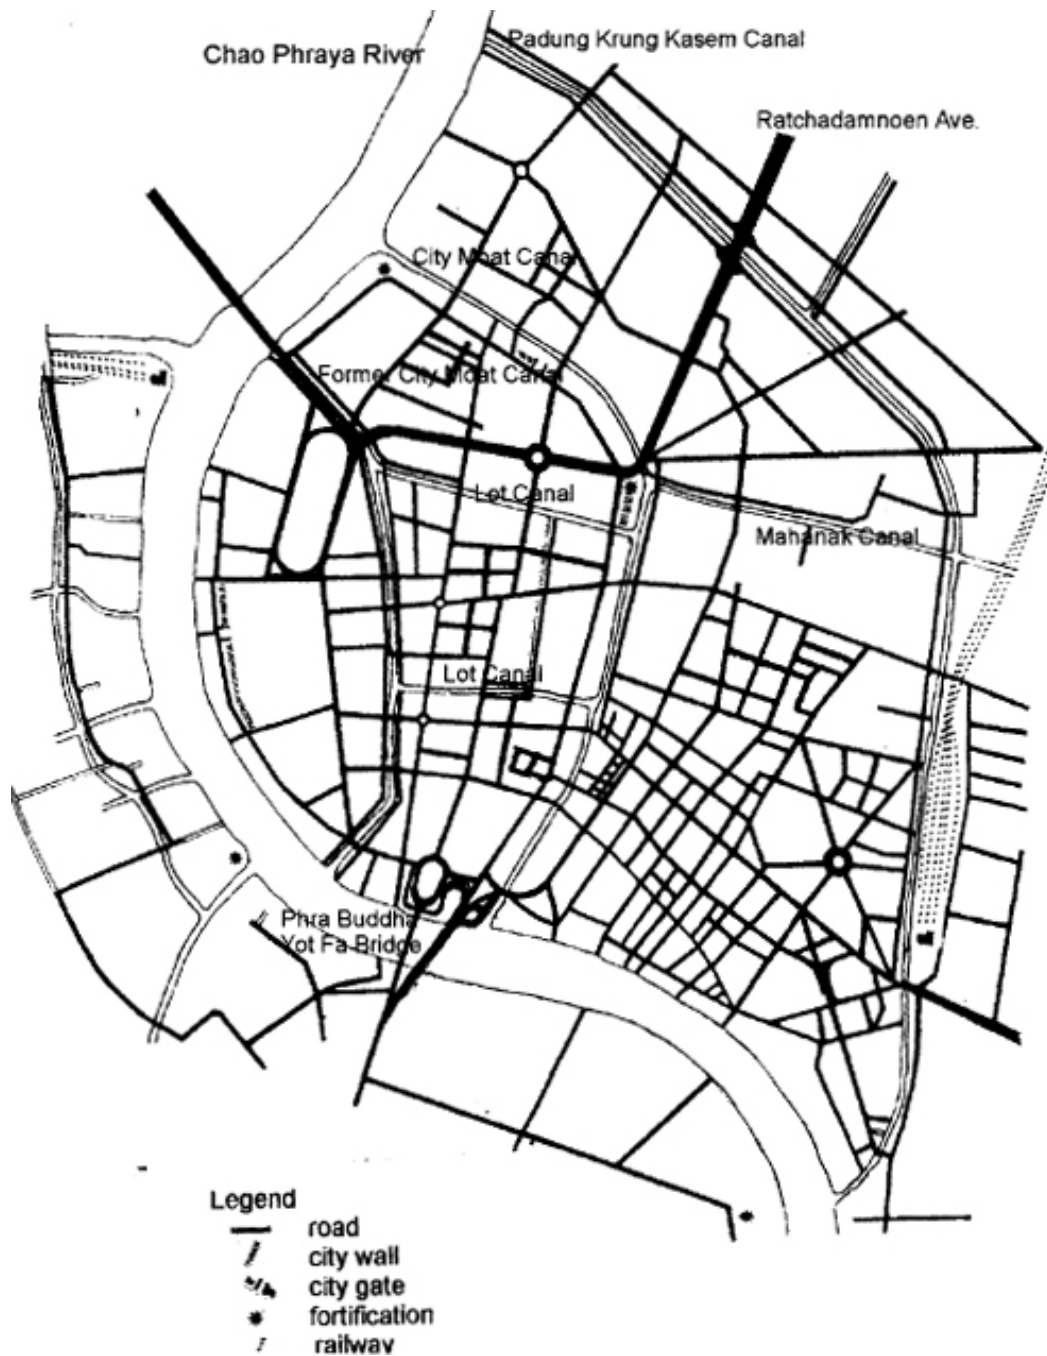 Padung Krung Kasem Canal
Chao Phraya River
Ratchadamnoen Ave.
City Moat Canal
Former City Moat Canal
Lot Canal
Mahanak Canal
Lot Canal
Phra Buddha
Yot Fa Bridge
Legend
road
city wall
city gate
fortification
railway